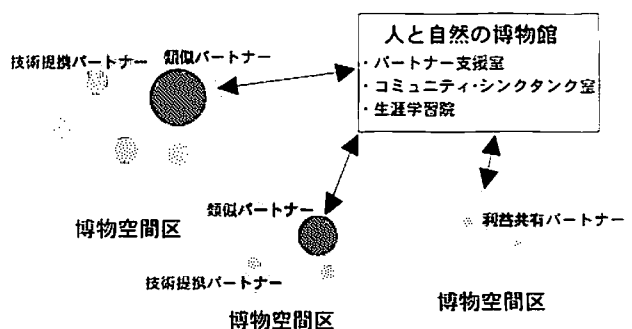 人と自然の博物館
・パートナー支援室
・コミュニティ・シンクタンク室
・生涯学習院
技術提携パートナー
類似パートナー
博物空間区
類似パートナー
技術提携パートナー
博物空間区
利益共有パートナー
博物空間区